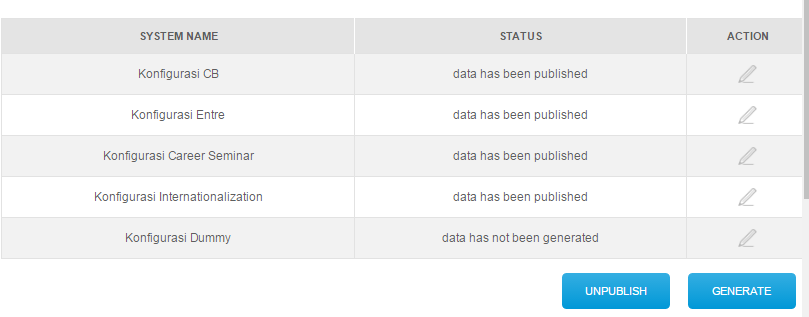 SYSTEM NAME STATUS ACTION
Konfigurasi CB data has been published
Konfigurasi Entre data has been published
Konfigurasi Career Seminar data has been published
Konfigurasi Internationalization data has been published
Konfigurasi Dummy data has not been generated
UNPUBLISH GENERATE